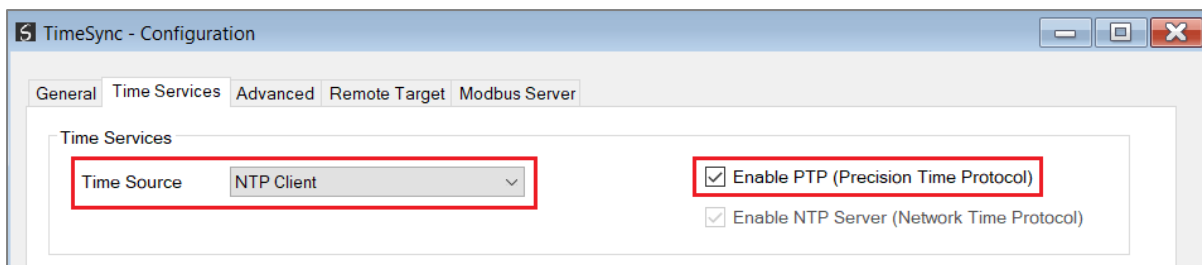 TimeSync - Configuration
General Time Services Advanced Remote Target Modbus Server
Time Services
Time Source NTP Client Enable PTP (Precision Time Protocol)
Enable NTP Server (Network Time Protocol)